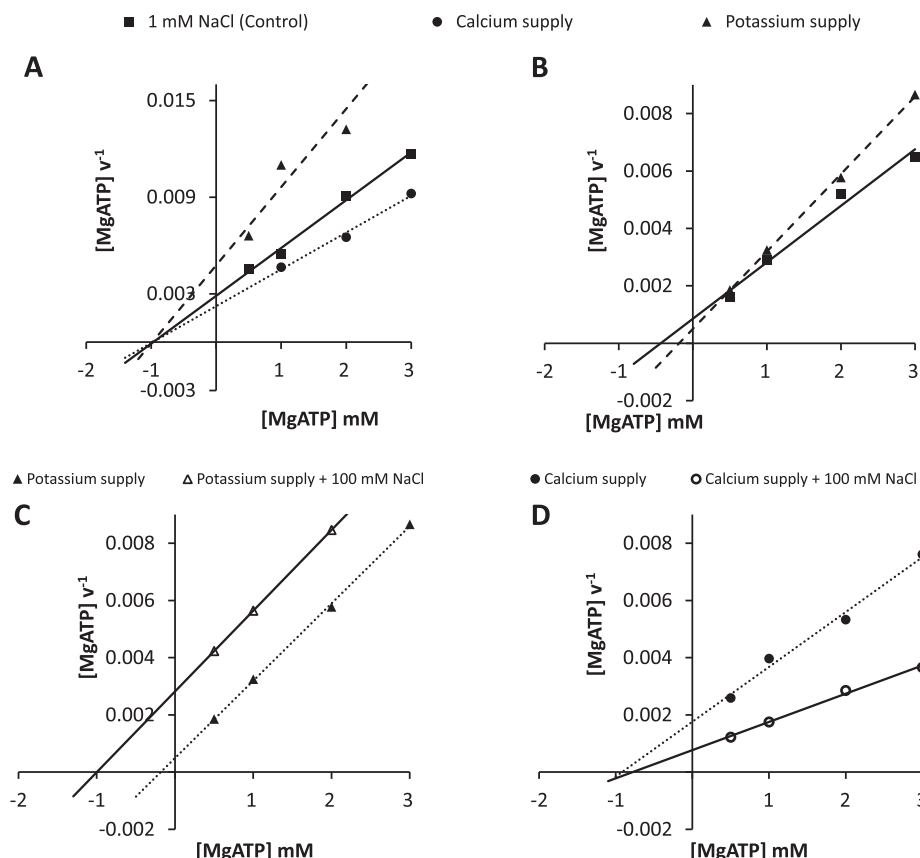 1 mM NaCl (Control) Calcium supply Potassium supply
A
0.015
0.009
0.003
-0.003
[MgATP] v-1
-2 -1 1 2 3
[MgATP] mM
B
0.008
0.006
0.004
0.002
-0.002
[MgATP] v-1
-2 -1 1 2 3
[MgATP] mM
Potassium supply Potassium supply + 100 mM NaCl
C
0.008
0.006
0.004
0.002
-0.002
[MgATP] v-1
-2 -1 1 2 3
[MgATP] mM
Calcium supply Calcium supply + 100 mM NaCl
D
0.008
0.006
0.004
0.002
-0.002
[MgATP] v-1
-2 -1 1 2 3
[MgATP] mM